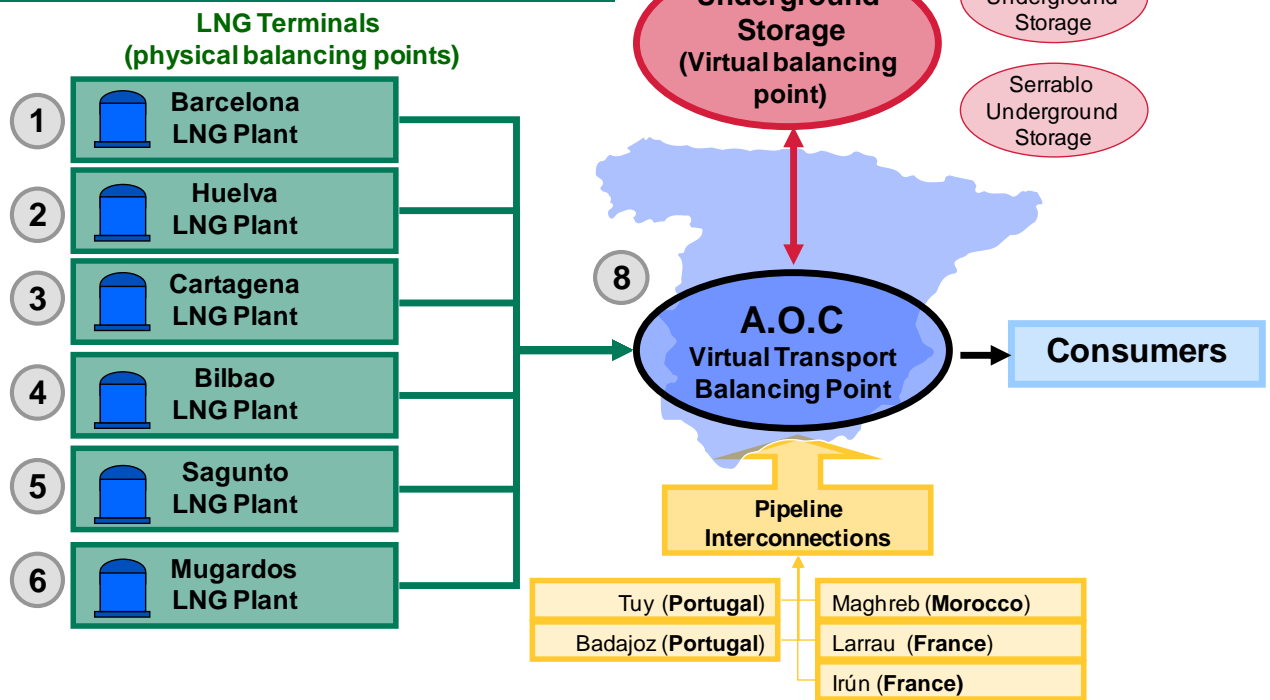 LNG Terminals
(physical balancing points)
1
Barcelona
LNG Plant
2
Huelva
LNG Plant
3
Cartagena
LNG Plant
4
Bilbao
LNG Plant
5
Sagunto
LNG Plant
6
Mugardos
LNG Plant
Underground
Storage
(Virtual balancing
point)
Underground
Storage
Serrablo
Underground
Storage
8
A.O.C
Virtual Transport
Balancing Point
Consumers
Pipeline
Interconnections
Tuy (Portugal)
Badajoz (Portugal)
Maghreb (Morocco)
Larrau (France)
Irún (France)